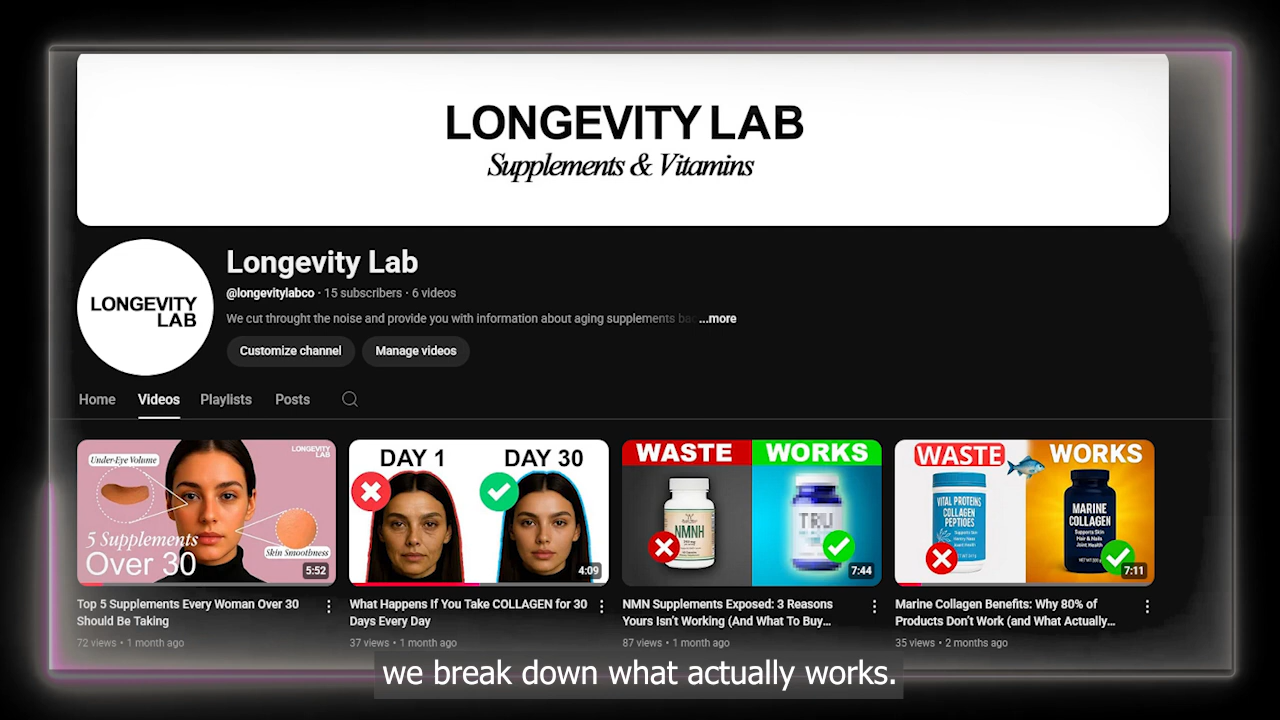 LONGEVITY LAB
Supplements & Vitamins
LONGEVITY
LAB
Longevity Lab
@longevitylabco · 15 subscribers · 6 videos
We cut throught the noise and provide you with information about aging supplements ...more
Customize channel
Manage videos
Home
Videos
Playlists
Posts
Under-Eye Volume
LONGEVITY
LAB
5 Supplements
Over 30
Skin Smoothness
5:52
DAY 1
DAY 30
4:09
WASTE
WORKS
NMNH
TRU
7:44
WASTE
WORKS
VITAL PROTEINS
COLLAGEN
PEPTIDES
MARINE
COLLAGEN
Supports Skin
Hair & Nails
Joint Health
7:11
Top 5 Supplements Every Woman Over 30
Should Be Taking
72 views • 1 month ago
What Happens If You Take COLLAGEN for 30
Days Every Day
37 views • 1 month ago
NMN Supplements Exposed: 3 Reasons
Yours Isn't Working (And What To Buy...
87 views • 1 month ago
Marine Collagen Benefits: Why 80% of
Products Don't Work (and What Actually...
35 views • 2 months ago
we break down what actually works.